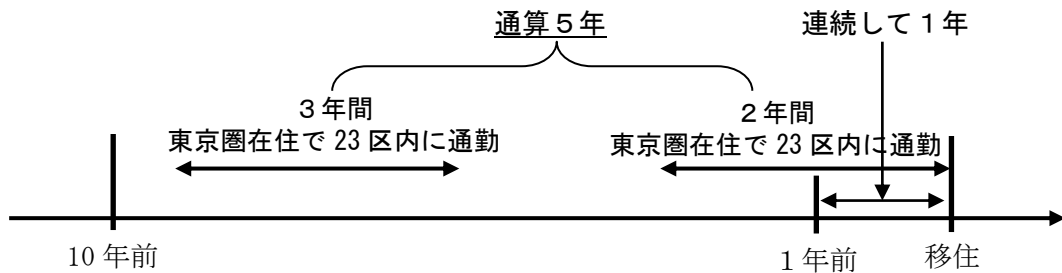 通算５年
連続して１年
３年間
東京圏在住で 23 区内に通勤
２年間
東京圏在住で 23 区内に通勤
10 年前
１年前
移住